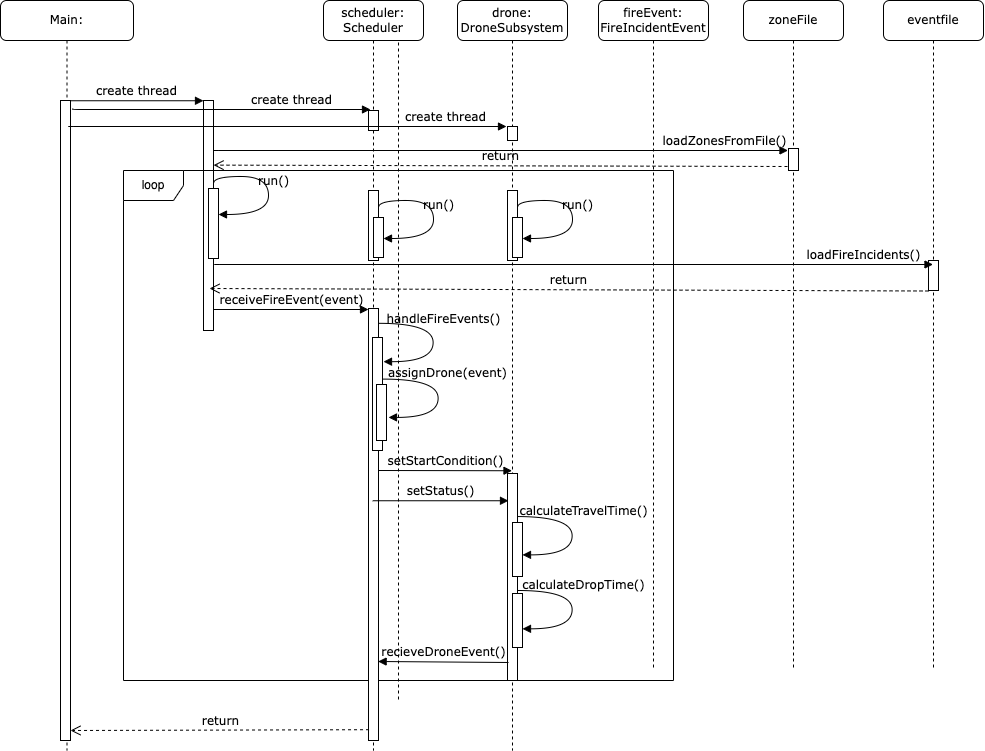 Main:
scheduler:
Scheduler
drone:
DroneSubsystem
fireEvent:
FireIncidentEvent
zoneFile
eventfile
create thread
create thread
create thread
loadZonesFromFile()
return
loop
run()
run()
run()
loadFireIncidents()
return
receiveFireEvent(event)
handleFireEvents()
assignDrone(event)
setStartCondition()
setStatus()
calculateTravelTime()
calculateDropTime()
recieveDroneEvent()
return